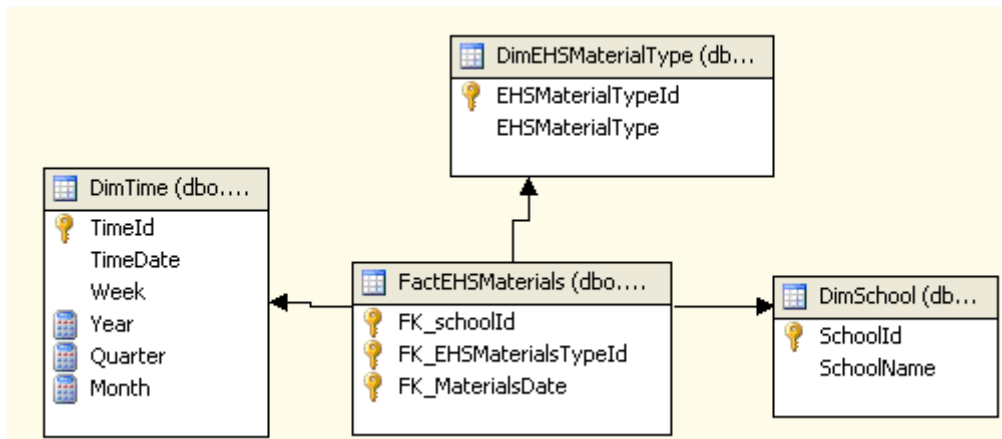 DimEHSMaterialType (db...
EHSMaterialTypeId
EHSMaterialType
DimTime (dbo....
TimeId
TimeDate
Week
Year
Quarter
Month
FactEHSMaterials (dbo....
FK_schoolId
FK_EHSMaterialsTypeId
FK_MaterialsDate
DimSchool (db...
SchoolId
SchoolName